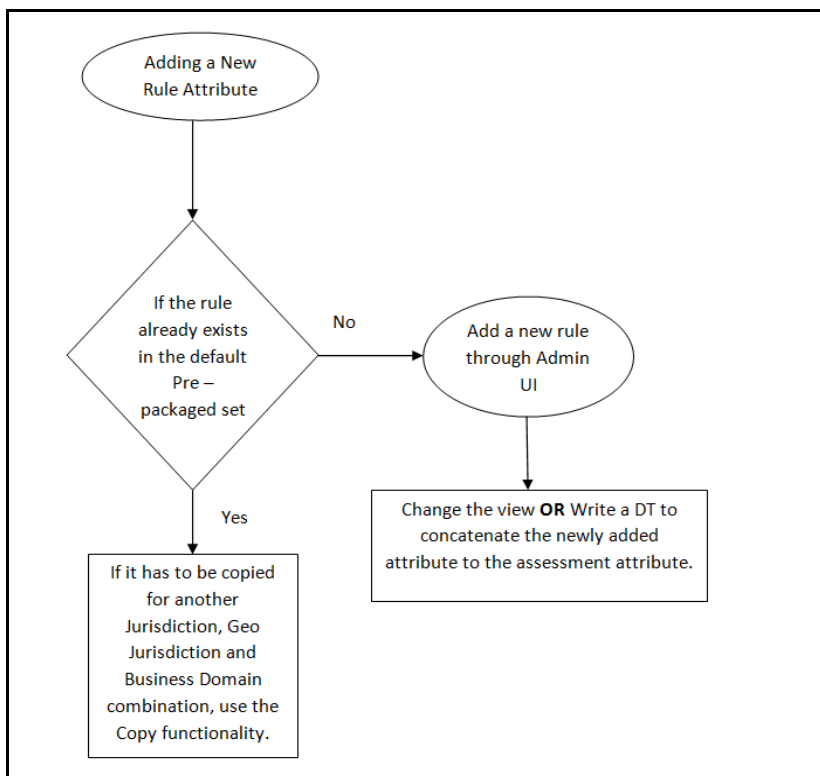 Adding a New
Rule Attribute
If the rule
already exists
in the default
Pre –
packaged set
No
Add a new rule
through Admin
UI
Yes
Change the view OR Write a DT to
concatenate the newly added
attribute to the assessment attribute.
If it has to be copied
for another
Jurisdiction, Geo
Jurisdiction and
Business Domain
combination, use the
Copy functionality.